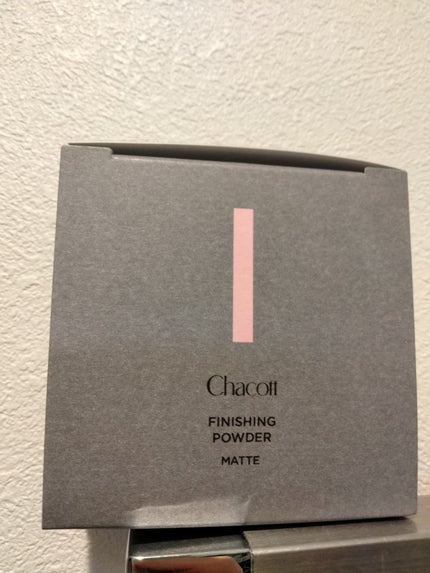 Chacott
FINISHING
POWDER
MATTE